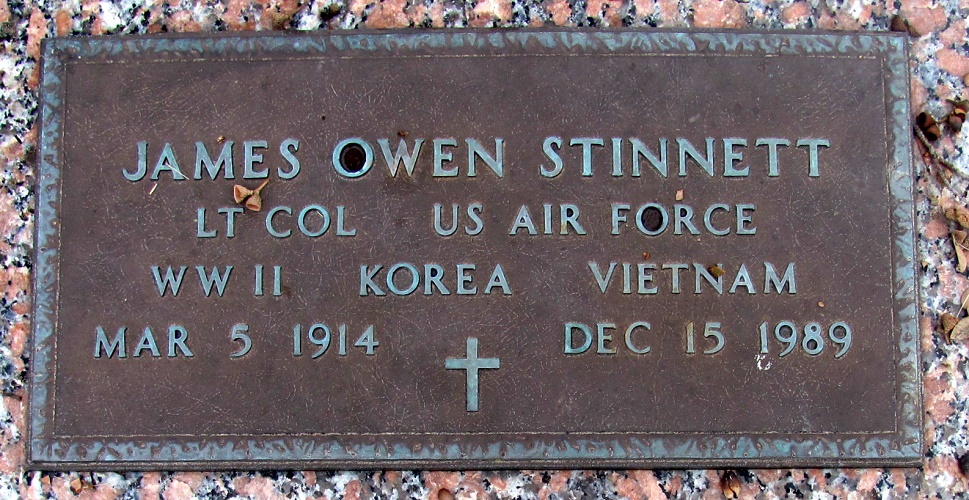 JAMES OWEN STINNETT
LT COL US AIR FORCE
WW II KOREA VIETNAM
MAR 5 1914 DEC 15 1989